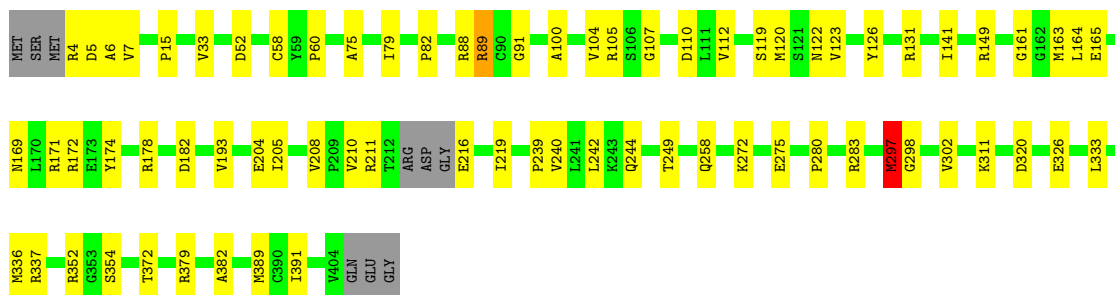 MET SER MET R4 D5 A6 V7 P15 V33 D52 C58 Y59 P60 A75 I79 P82 R88 R89 C90 G91 A100 V104 R105 S106 G107 D110 L111 V112 S119 M120 S121 N122 V123 Y126 R131 I141 R149 G161 G162 M163 L164 E165
N169 L170 R171 R172 E173 Y174 R178 D182 V193 E204 I205 V208 P209 V210 R211 T212 ARG ASP GLY E216 I219 P239 V240 L241 L242 K243 Q244 T249 Q258 K272 E275 P280 R283 M297 G298 V302 K311 D320 E326 L333
M336 R337 R352 G353 S354 T372 R379 A382 M389 C390 I391 V404 GLN GLU GLY